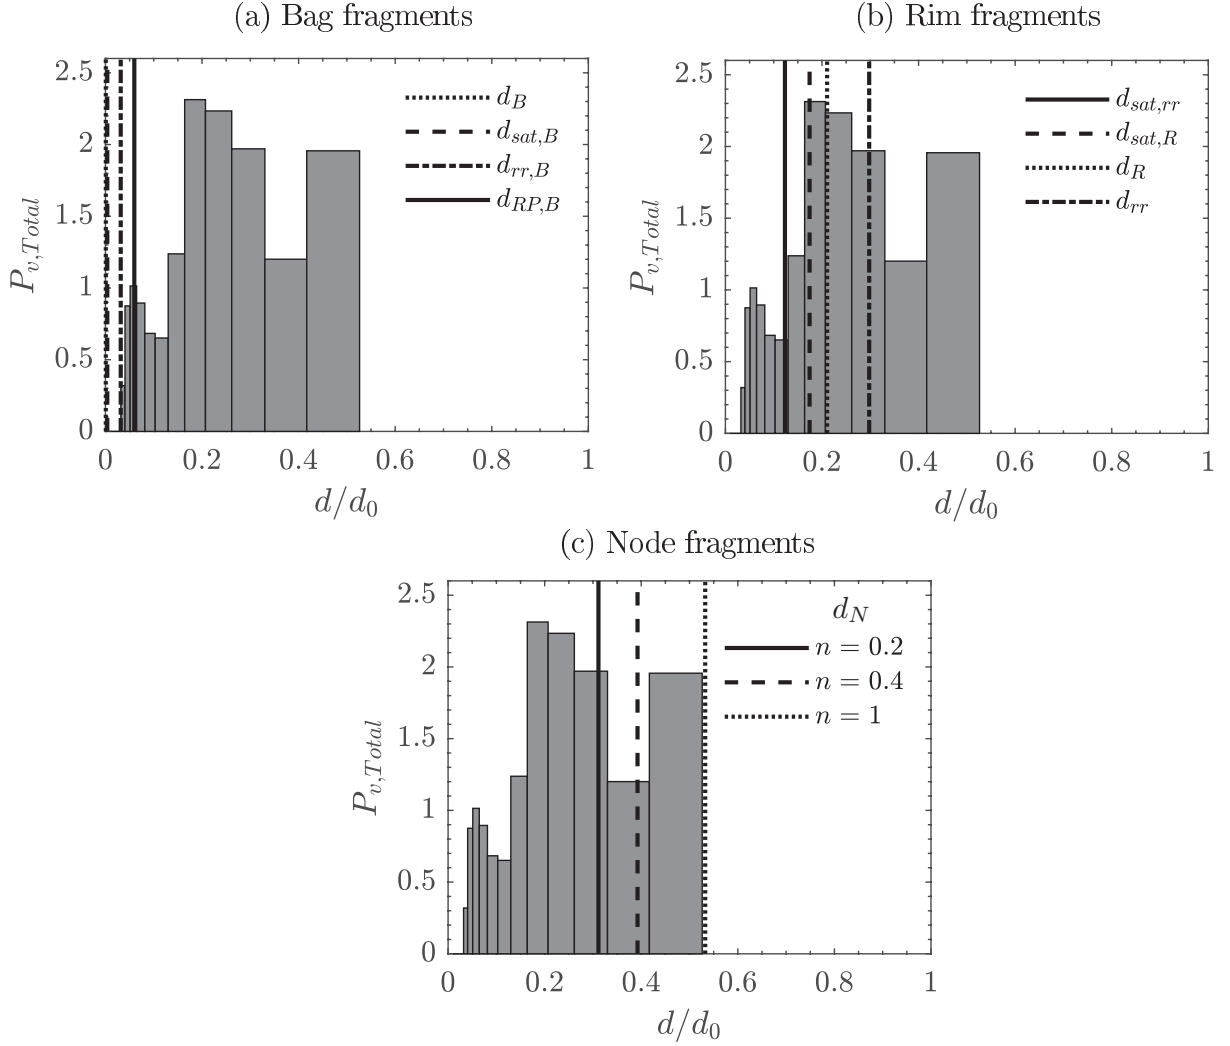 (a) Bag fragments
2.5
2
1.5
1
0.5
0
P_{v,Total}
d_B
d_{sat,B}
d_{rr,B}
d_{RP,B}
0 0.2 0.4 0.6 0.8 1
d/d_0
(b) Rim fragments
2.5
2
1.5
1
0.5
0
P_{v,Total}
d_{sat,rr}
d_{sat,R}
d_R
d_{rr}
0 0.2 0.4 0.6 0.8 1
d/d_0
(c) Node fragments
2.5
2
1.5
1
0.5
0
P_{v,Total}
d_N
n = 0.2
n = 0.4
n = 1
0 0.2 0.4 0.6 0.8 1
d/d_0